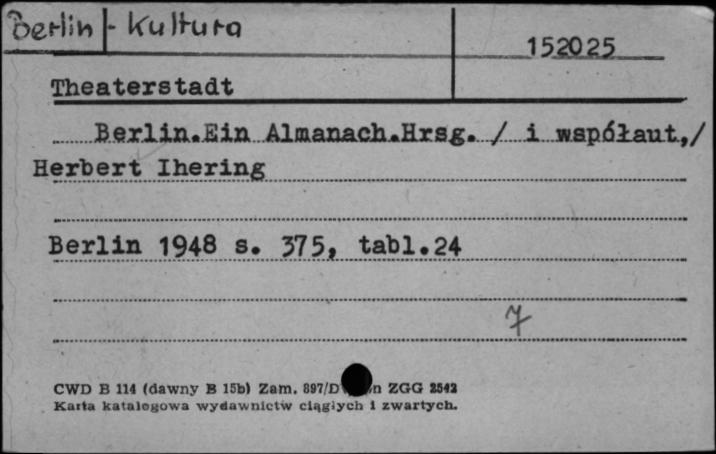 Berlin - Kultura
152025
Theaterstadt
Berlin.Ein Almanach.Hrsg. / i współaut,/
Herbert Ihering
Berlin 1948 s. 375, tabl.24
7
CWD B 114 (dawny B 15b) Zam. 897/D n ZGG 2542
Karta katalogowa wydawnictw ciągłych i zwartych.